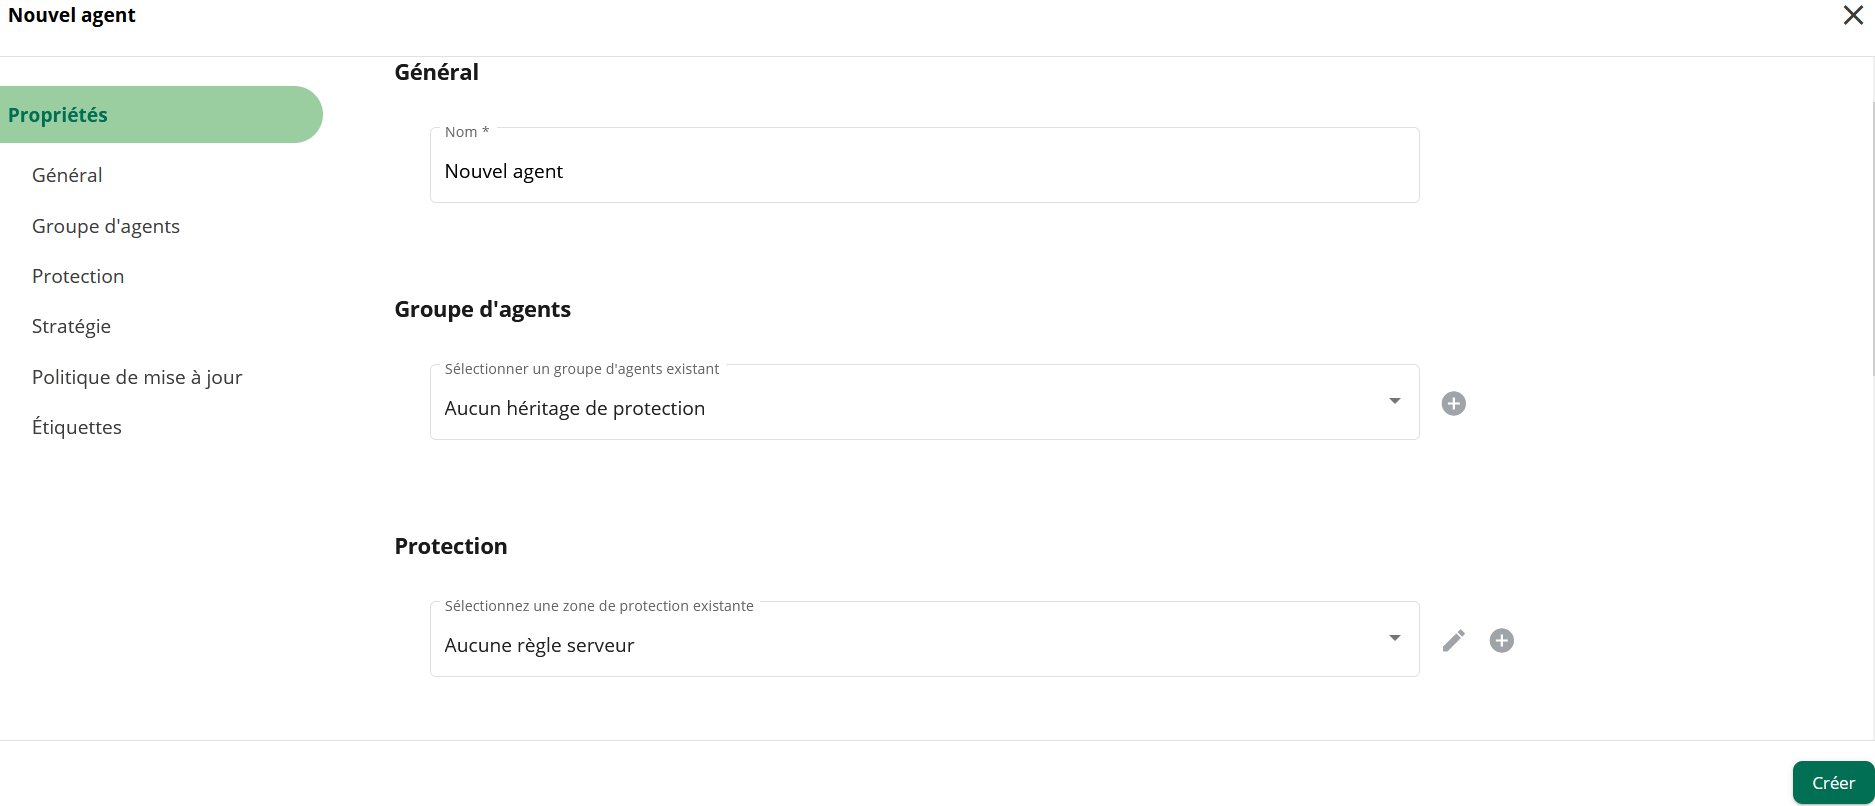 Nouvel agent
Propriétés
Général
Groupe d'agents
Protection
Stratégie
Politique de mise à jour
Étiquettes
Général
Nom *
Nouvel agent
Groupe d'agents
Sélectionner un groupe d'agents existant
Aucun héritage de protection
Protection
Sélectionnez une zone de protection existante
Aucune règle serveur
Créer